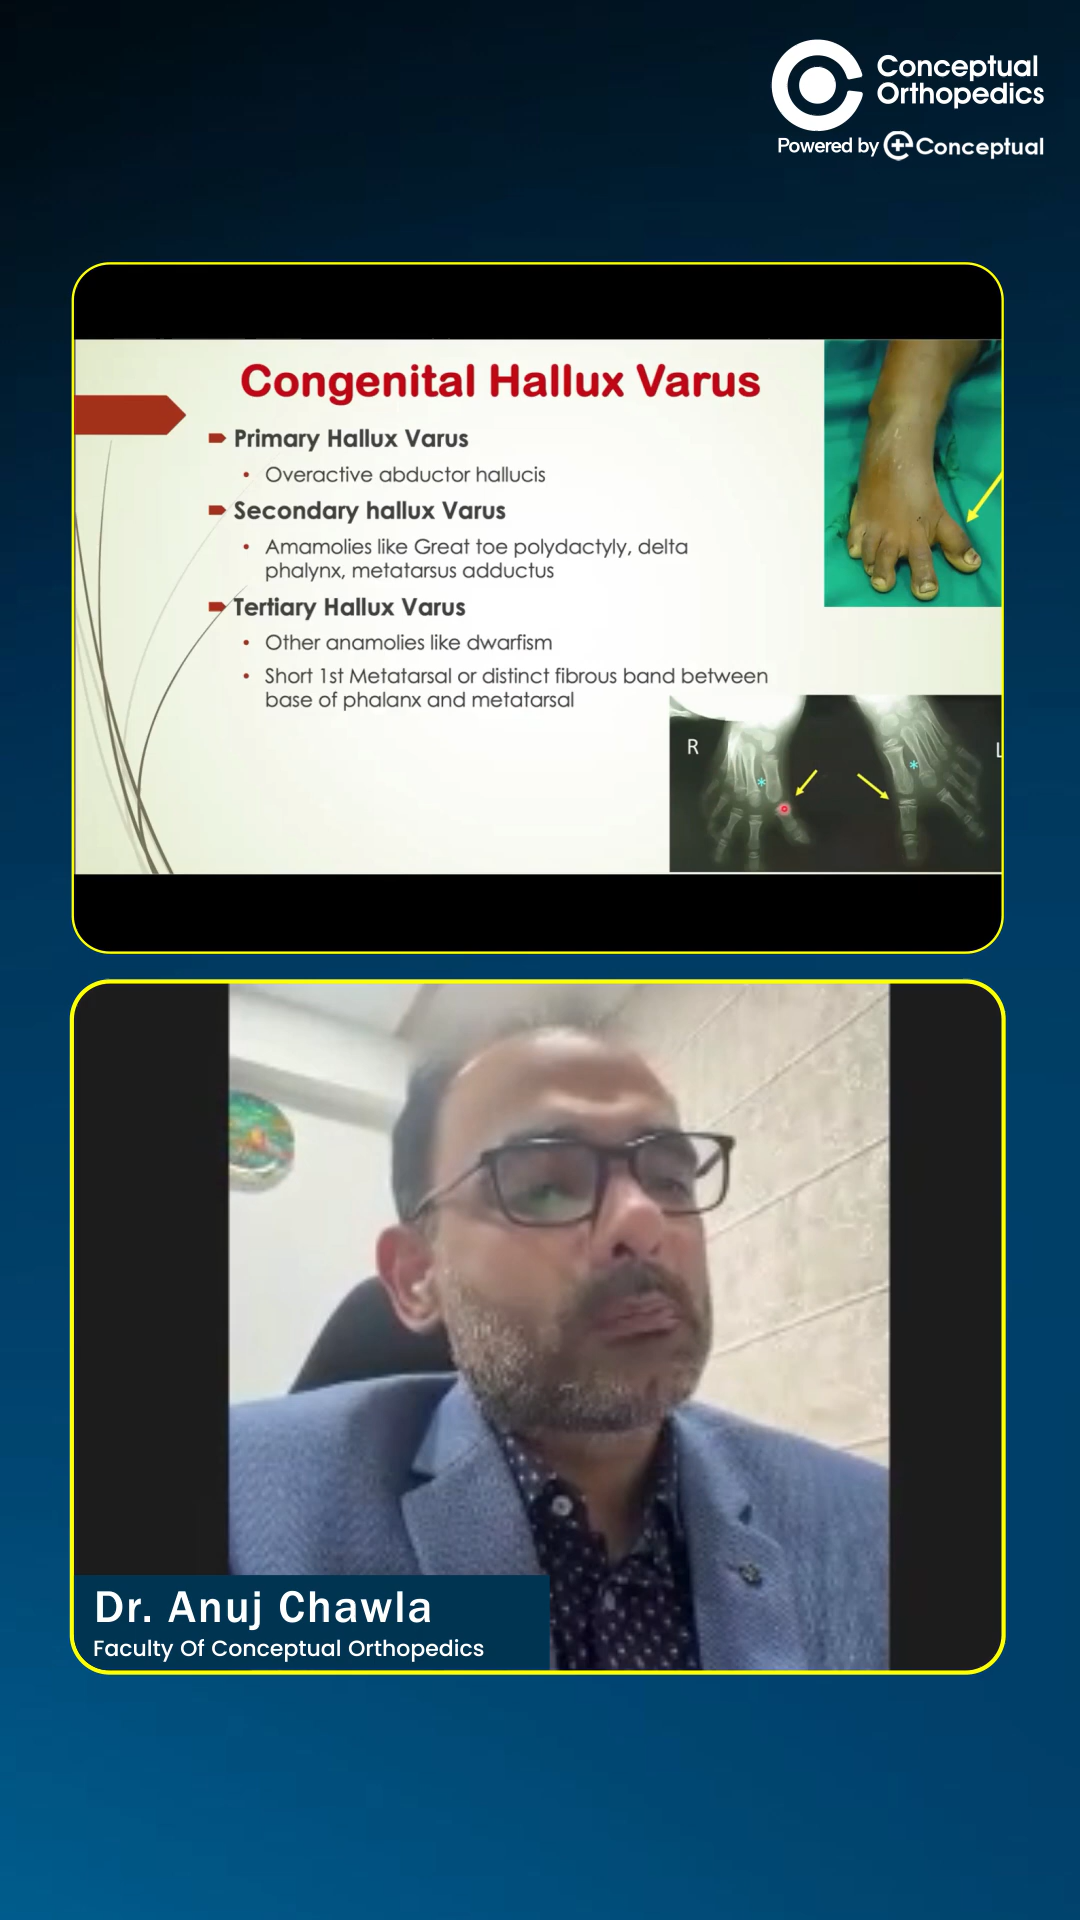 Conceptual
Orthopedics
Powered by Conceptual
Congenital Hallux Varus
Primary Hallux Varus
• Overactive abductor hallucis
Secondary hallux Varus
• Amamolies like Great toe polydactyly, delta
phalynx, metatarsus adductus
Tertiary Hallux Varus
• Other anamolies like dwarfism
• Short 1st Metatarsal or distinct fibrous band between
base of phalanx and metatarsal
R
L
Dr. Anuj Chawla
Faculty Of Conceptual Orthopedics